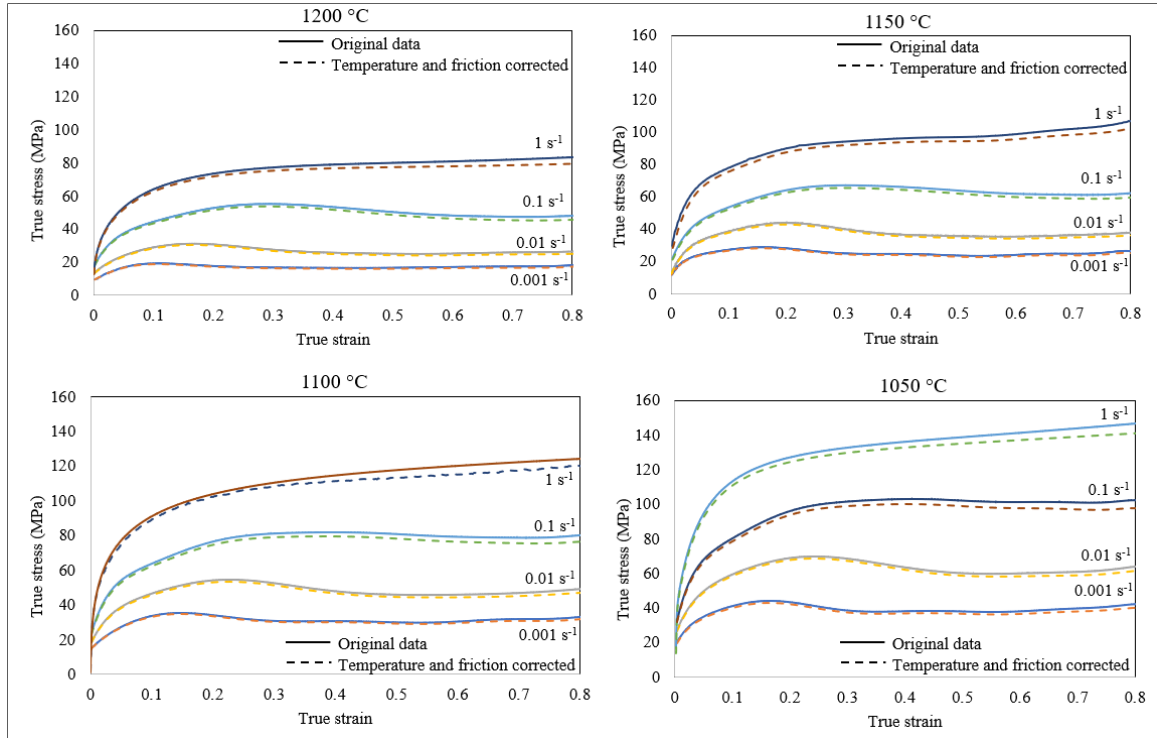 1200 °C
160
140
120
100
80
60
40
20
0
True stress (MPa)
Original data
Temperature and friction corrected
1 s-1
0.1 s-1
0.01 s-1
0.001 s-1
0 0.1 0.2 0.3 0.4 0.5 0.6 0.7 0.8
True strain
1150 °C
160
140
120
100
80
60
40
20
0
True stress (MPa)
Original data
Temperature and friction corrected
1 s-1
0.1 s-1
0.01 s-1
0.001 s-1
0 0.1 0.2 0.3 0.4 0.5 0.6 0.7 0.8
True strain
1100 °C
160
140
120
100
80
60
40
20
0
True stress (MPa)
1 s-1
0.1 s-1
0.01 s-1
0.001 s-1
Original data
Temperature and friction corrected
0 0.1 0.2 0.3 0.4 0.5 0.6 0.7 0.8
True strain
1050 °C
160
140
120
100
80
60
40
20
0
True stress (MPa)
1 s-1
0.1 s-1
0.01 s-1
0.001 s-1
Original data
Temperature and friction corrected
0 0.1 0.2 0.3 0.4 0.5 0.6 0.7 0.8
True strain